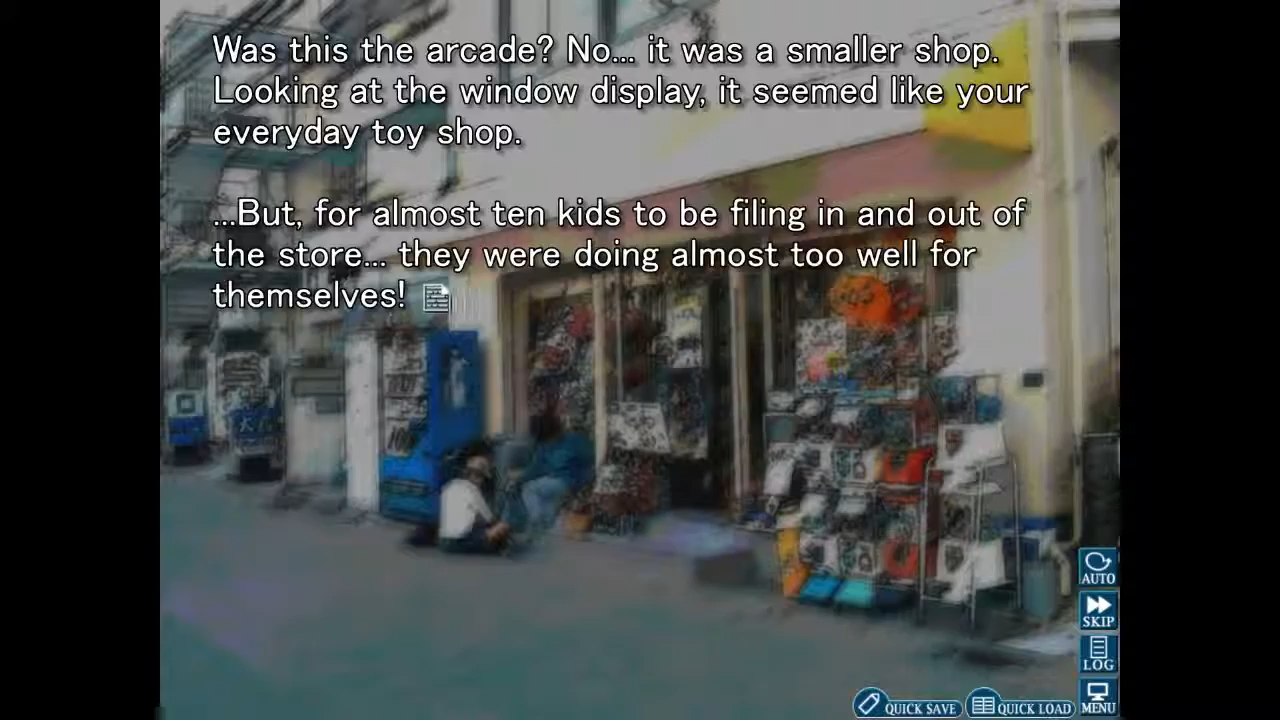 Was this the arcade? No... it was a smaller shop.
Looking at the window display, it seemed like your
everyday toy shop.
...But, for almost ten kids to be filing in and out of
the store... they were doing almost too well for
themselves!
AUTO
SKIP
LOG
MENU
QUICK SAVE
QUICK LOAD